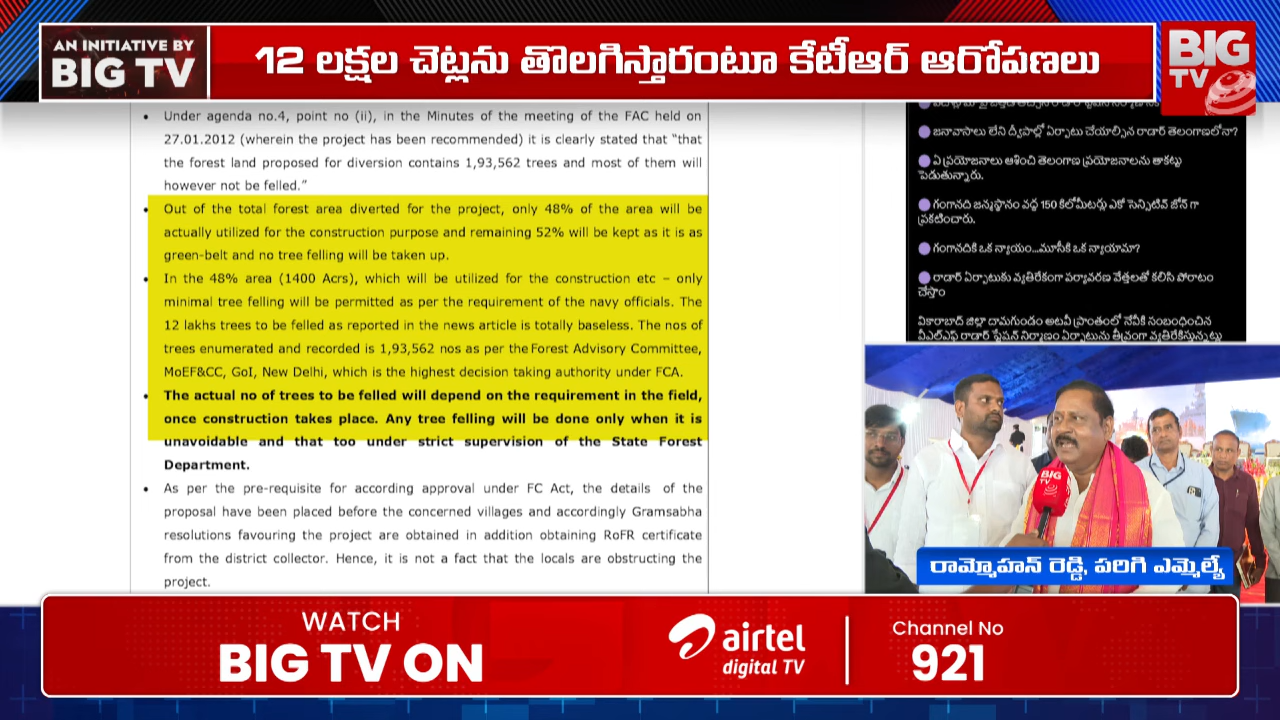 AN INITIATIVE BY
BIG TV
12 లక్షల చెట్లను తొలగిస్తారంటూ కేటీఆర్ ఆరోపణలు
BIG
TV
Under agenda no.4, point no (ii), in the Minutes of the meeting of the FAC held on
27.01.2012 (wherein the project has been recommended) it is clearly stated that “that
the forest land proposed for diversion contains 1,93,562 trees and most of them will
however not be felled.”
Out of the total forest area diverted for the project, only 48% of the area will be
actually utilized for the construction purpose and remaining 52% will be kept as it is as
green-belt and no tree felling will be taken up.
In the 48% area (1400 Acrs), which will be utilized for the construction etc – only
minimal tree felling will be permitted as per the requirement of the navy officials. The
12 lakhs trees to be felled as reported in the news article is totally baseless. The nos of
trees enumerated and recorded is 1,93,562 nos as per the Forest Advisory Committee,
MoEF&CC, GoI, New Delhi, which is the highest decision taking authority under FCA.
The actual no of trees to be felled will depend on the requirement in the field,
once construction takes place. Any tree felling will be done only when it is
unavoidable and that too under strict supervision of the State Forest
Department.
As per the pre-requisite for according approval under FC Act, the details of the
proposal have been placed before the concerned villages and accordingly Gramsabha
resolutions favouring the project are obtained in addition obtaining RoFR certificate
from the district collector. Hence, it is not a fact that the locals are obstructing the
project.
జనావాసాలు లేని ద్వీపాల్లో ఏర్పాటు చేయాల్సిన రాడార్ తెలంగాణలోనా?
ఏ ప్రయోజనాలు ఆశించి తెలంగాణ ప్రయోజనాలను తాకట్టు
పెడుతున్నారు.
గంగానది జన్మస్థానం వద్ద 150 కిలోమీటర్లు ఎకో సెన్సిటివ్ జోన్ గా
ప్రకటించారు.
గంగానదికి ఒక న్యాయం...మూసీకి ఒక న్యాయామా?
రాడార్ ఏర్పాటుకు వ్యతిరేకంగా పర్యావరణ వేత్తలతో కలిసి పోరాటం
చేస్తాం
వికారాబాద్ జిల్లా దామగుండం అటవీ ప్రాంతంలో నేవీకి సంబంధించిన
వీఎల్ఎఫ్ రాడార్ స్టేషన్ నిర్మాణం ఏర్పాటును తీవ్రంగా వ్యతిరేకిస్తున్నట్లు
BIG
TV
రామ్మోహన్ రెడ్డి, పరిగి ఎమ్మెల్యే
WATCH
BIG TV ON
airtel
digital TV
Channel No
921